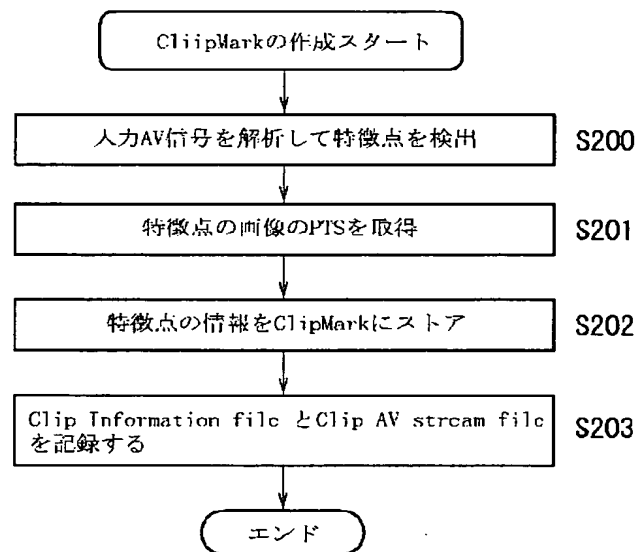 CliipMarkの作成スタート
入力AV信号を解析して特徴点を検出
S200
特徴点の画像のPTSを取得
S201
特徴点の情報をClipMarkにストア
S202
Clip Information file とClip AV stream file
を記録する
S203
エンド